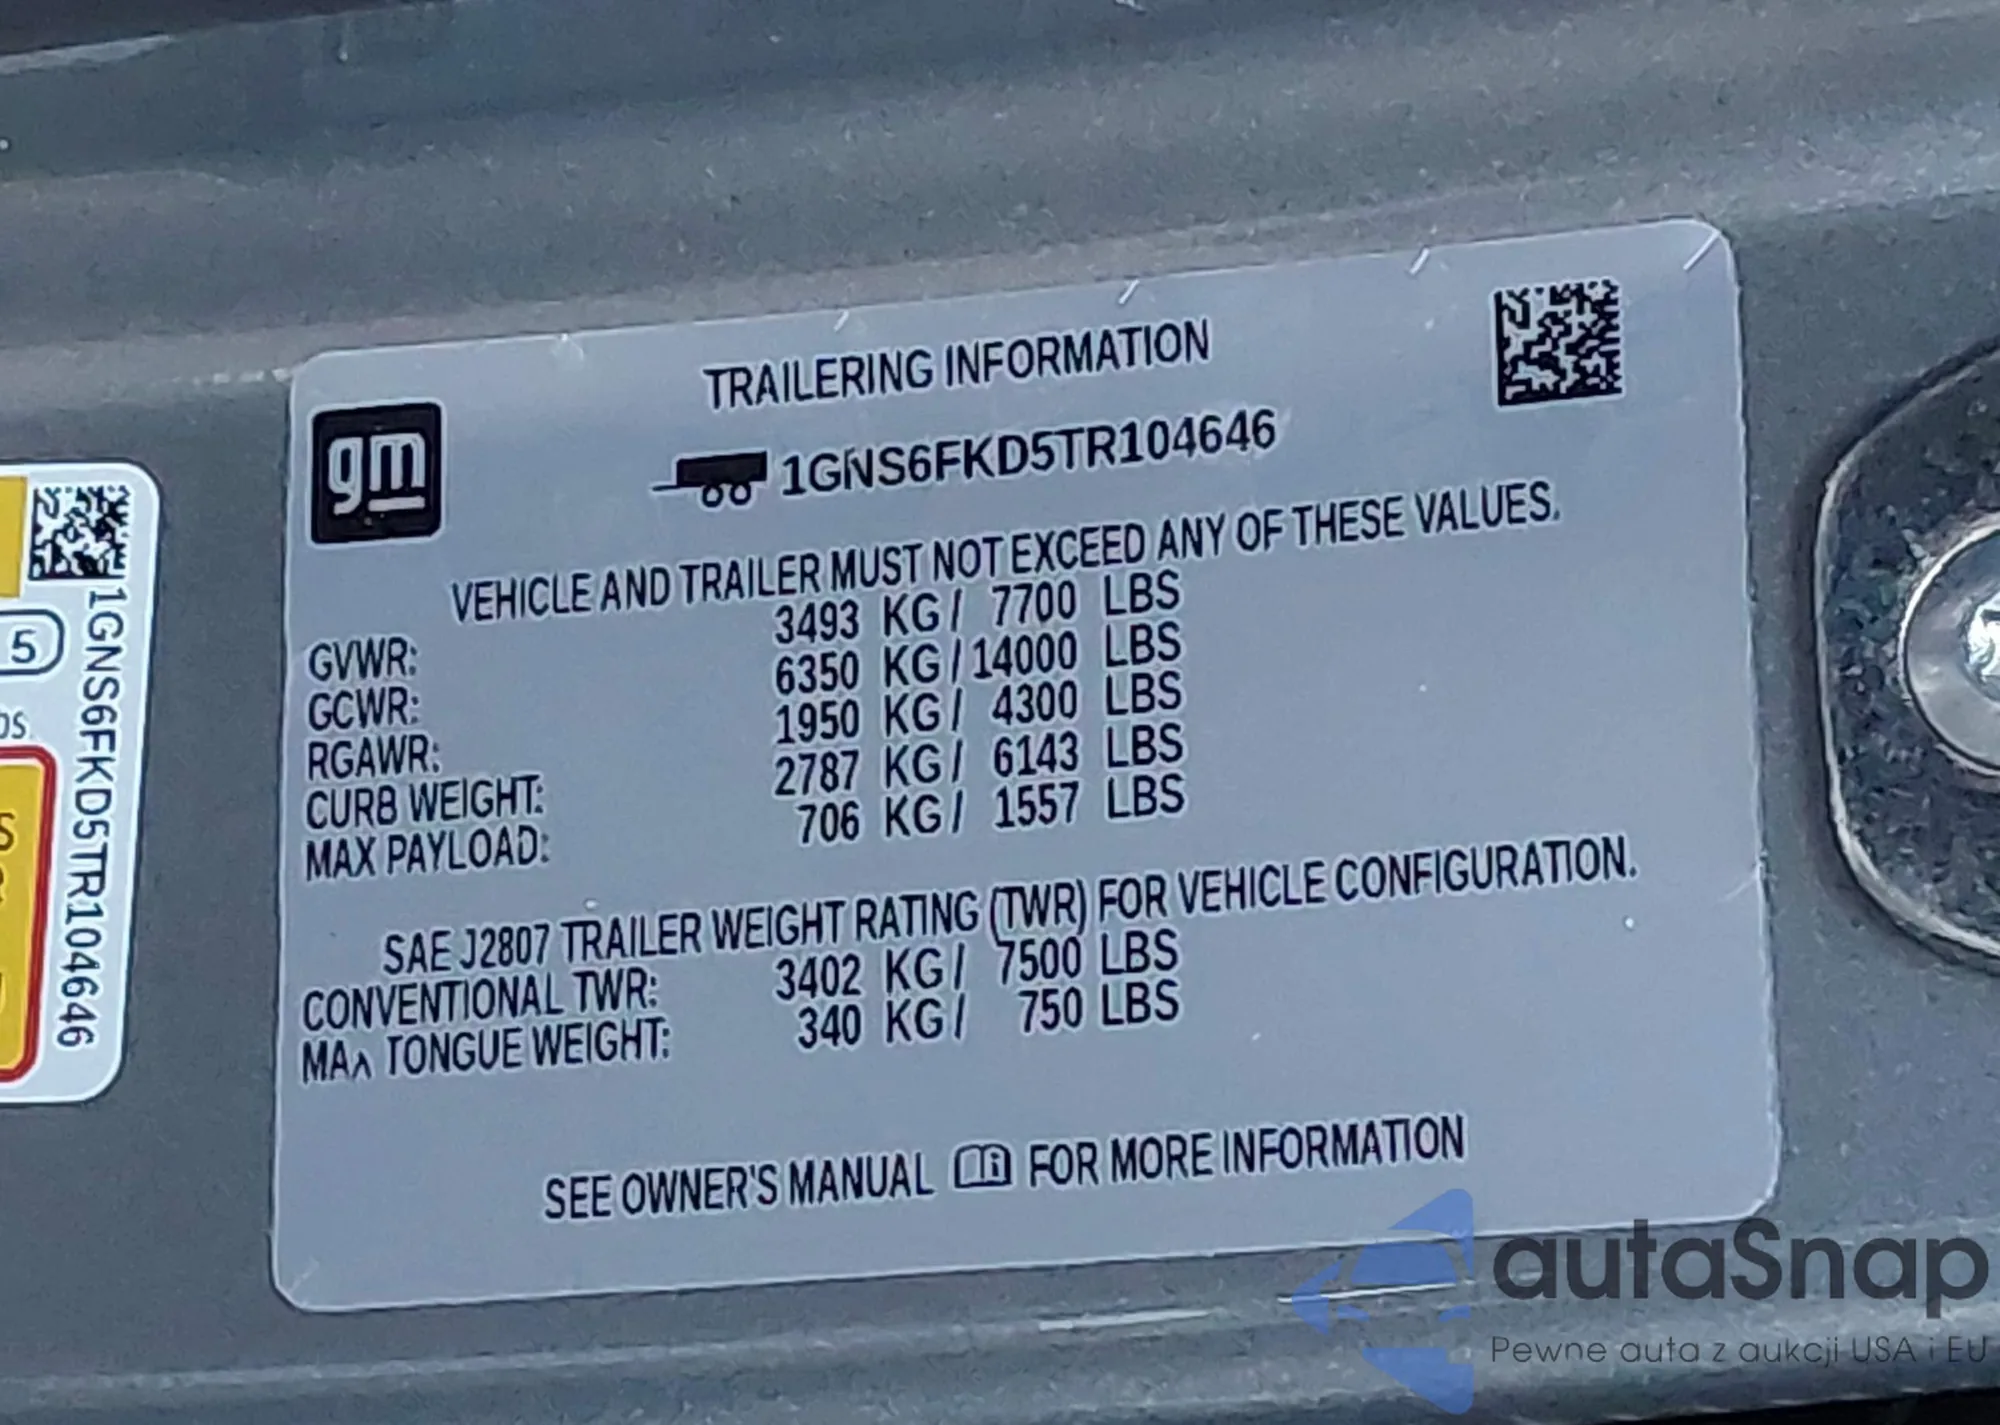 gm
TRAILERING INFORMATION
1GNS6FKD5TR104646
VEHICLE AND TRAILER MUST NOT EXCEED ANY OF THESE VALUES.
GVWR: 3493 KG / 7700 LBS
GCWR: 6350 KG / 14000 LBS
RGAWR: 1950 KG / 4300 LBS
CURB WEIGHT: 2787 KG / 6143 LBS
MAX PAYLOAD: 706 KG / 1557 LBS
SAE J2807 TRAILER WEIGHT RATING (TWR) FOR VEHICLE CONFIGURATION.
CONVENTIONAL TWR: 3402 KG / 7500 LBS
MAX TONGUE WEIGHT: 340 KG / 750 LBS
SEE OWNER'S MANUAL FOR MORE INFORMATION
5
1GNS6FKD5TR104646
autaSnap
Pewne auta z aukcji USA i EU